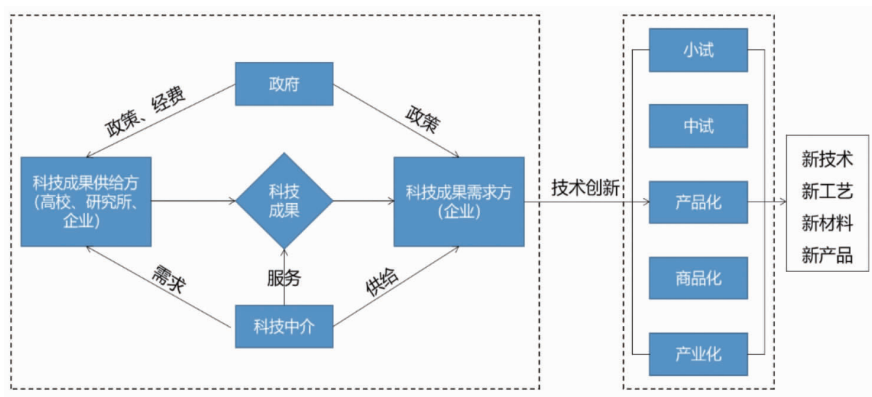 政府
政策、经费
政策
科技成果供给方
（高校、研究所、
企业）
科技
成果
科技成果需求方
（企业）
需求
服务
供给
科技中介
技术创新
小试
中试
产品化
商品化
产业化
新技术
新工艺
新材料
新产品